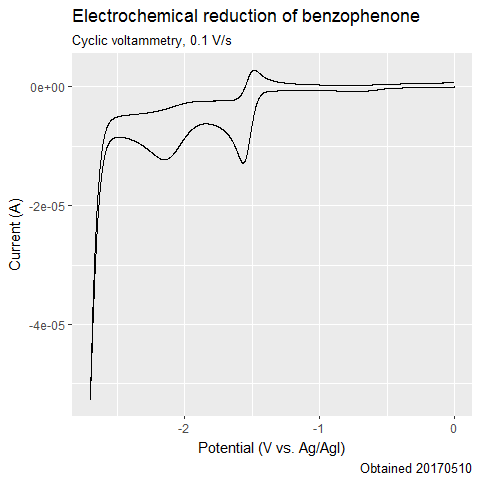 Electrochemical reduction of benzophenone
Cyclic voltammetry, 0.1 V/s
0e+00
-2e-05
-4e-05
Current (A)
-2
-1
0
Potential (V vs. Ag/AgI)
Obtained 20170510